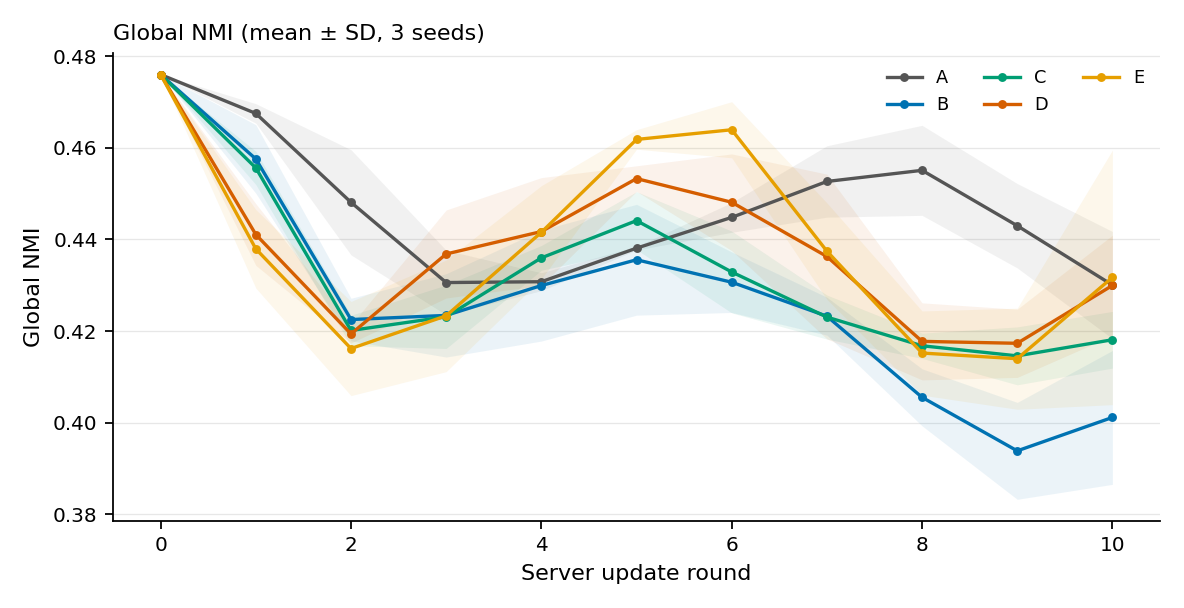 Global NMI (mean ± SD, 3 seeds)
A C E
B D
Global NMI
0.48
0.46
0.44
0.42
0.40
0.38
0 2 4 6 8 10
Server update round